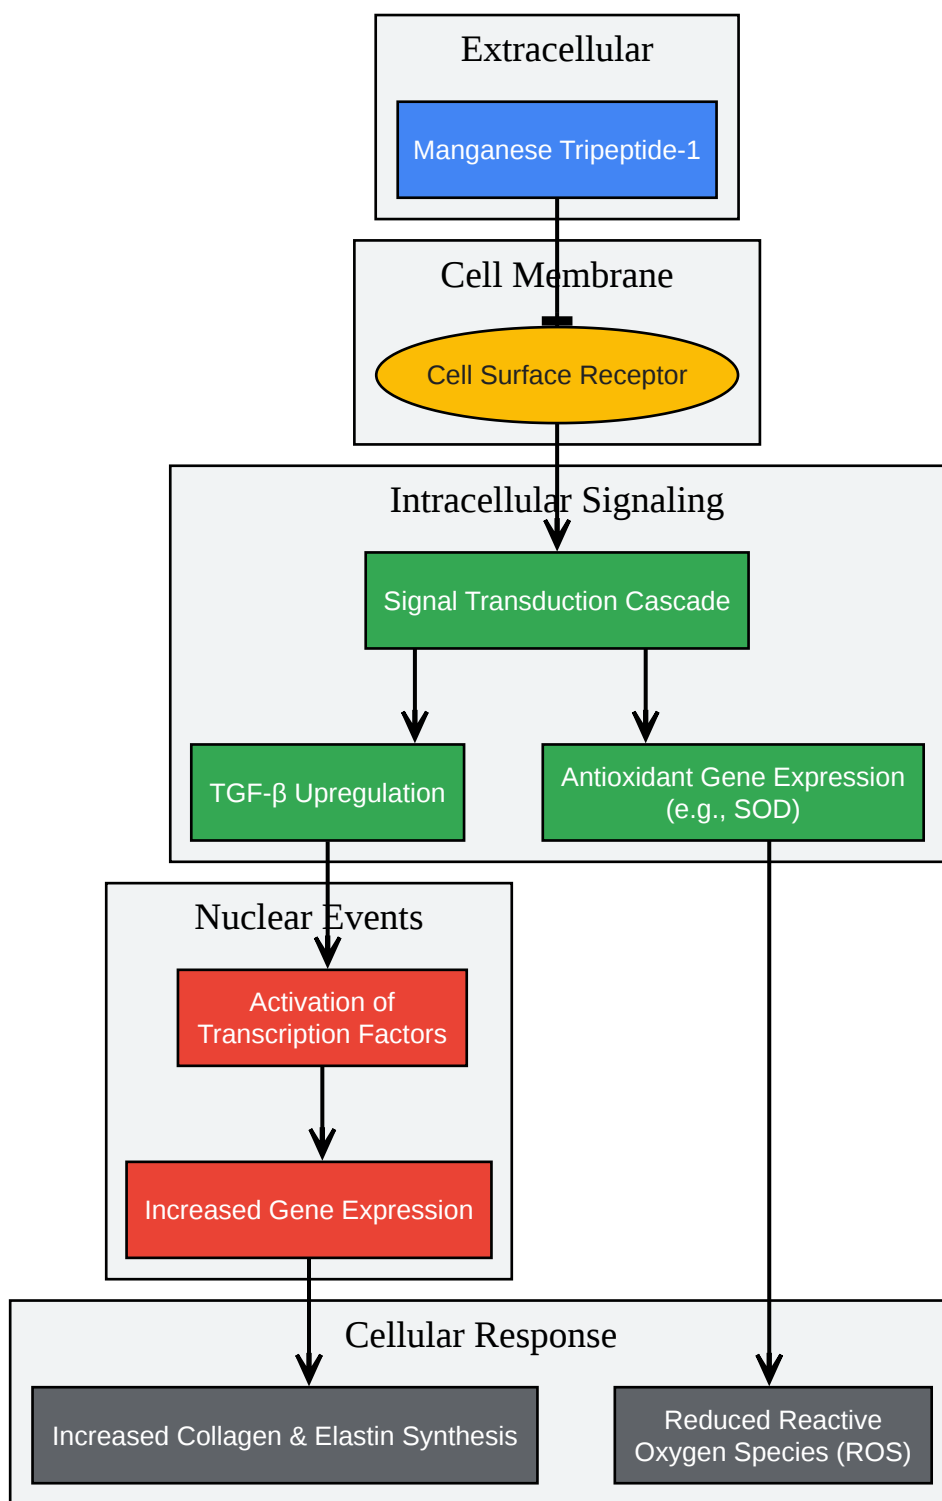 Extracellular
Manganese Tripeptide-1
Cell Membrane
Cell Surface Receptor
Intracellular Signaling
Signal Transduction Cascade
TGF-β Upregulation
Antioxidant Gene Expression
(e.g., SOD)
Nuclear Events
Activation of
Transcription Factors
Increased Gene Expression
Cellular Response
Increased Collagen & Elastin Synthesis
Reduced Reactive
Oxygen Species (ROS)